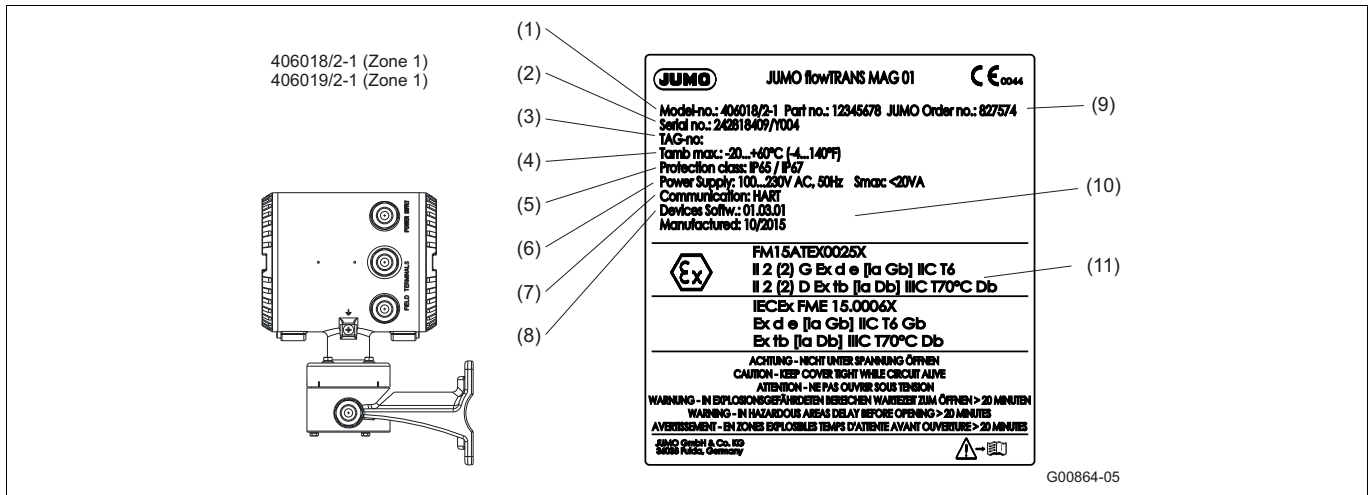 406018/2-1 (Zone 1)
406019/2-1 (Zone 1)
POWER INPUT
FIELD TERMINALS
(1)
(2)
(3)
(4)
(5)
(6)
(7)
(8)
JUMO JUMO flowTRANS MAG 01 CE 0044
Model-no.: 406018/2-1 Part no.: 12345678 JUMO Order no.: 827574
Serial no.: 242818409/Y004
TAG-no:
Tamb max.: -20...+60°C (-4...140°F)
Protection class: IP65 / IP67
Power Supply: 100...230V AC, 50Hz Smax: <20VA
Communication: HART
Devices Softw.: 01.03.01
Manufactured: 10/2015
Ex
FM15ATEX0025X
II 2 (2) G Ex d e [ia Gb] IIC T6
II 2 (2) D Ex tb [ia Db] IIIC T70°C Db
IECEx FME 15.0006X
Ex d e [ia Gb] IIC T6 Gb
Ex tb [ia Db] IIIC T70°C Db
ACHTUNG - NICHT UNTER SPANNUNG ÖFFNEN
CAUTION - KEEP COVER TIGHT WHILE CIRCUIT ALIVE
ATTENTION - NE PAS OUVRIR SOUS TENSION
WARNUNG - IN EXPLOSIONSGEFÄHRDETEN BEREICHEN WARTEZEIT ZUM ÖFFNEN > 20 MINUTEN
WARNING - IN HAZARDOUS AREAS DELAY BEFORE OPENING > 20 MINUTES
AVERTISSEMENT - EN ZONES EXPLOSIBLES TEMPS D'ATTENTE AVANT OUVERTURE > 20 MINUTES
JUMO GmbH & Co. KG
36035 Fulda, Germany
(9)
(10)
(11)
G00864-05